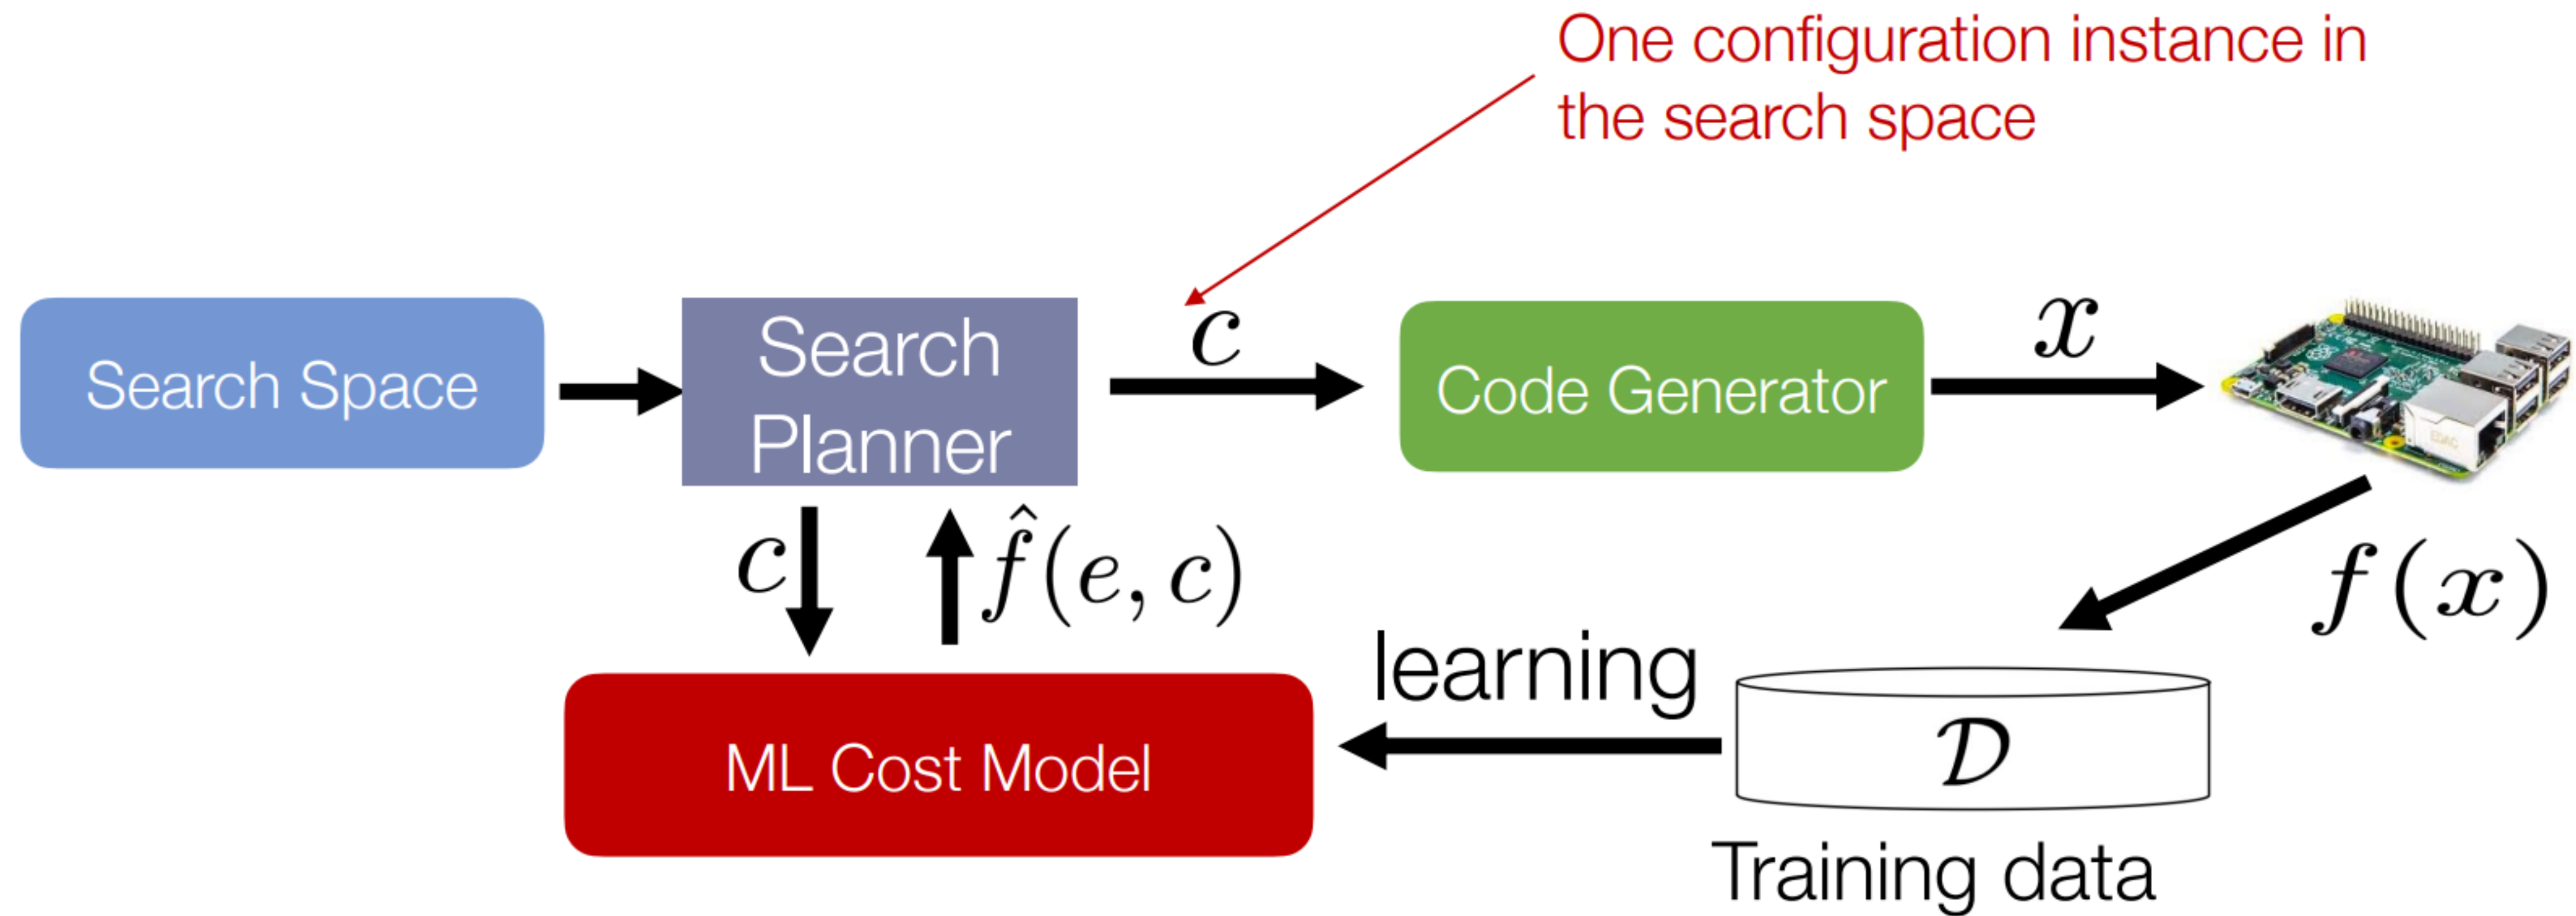 One configuration instance in
the search space
Search Space
Search
Planner
c
Code Generator
x
c
f̂(e, c)
f(x)
learning
ML Cost Model
𝒟
Training data
EDAC